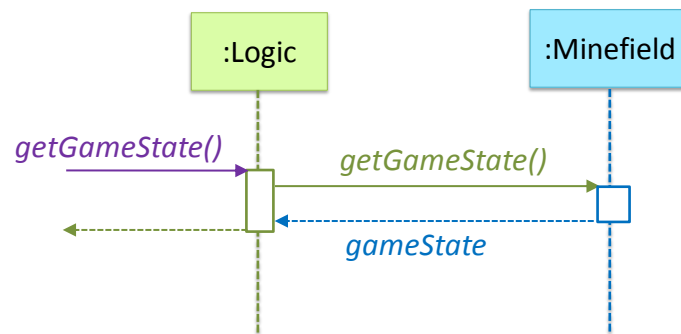 :Logic
:Minefield
getGameState()
getGameState()
gameState